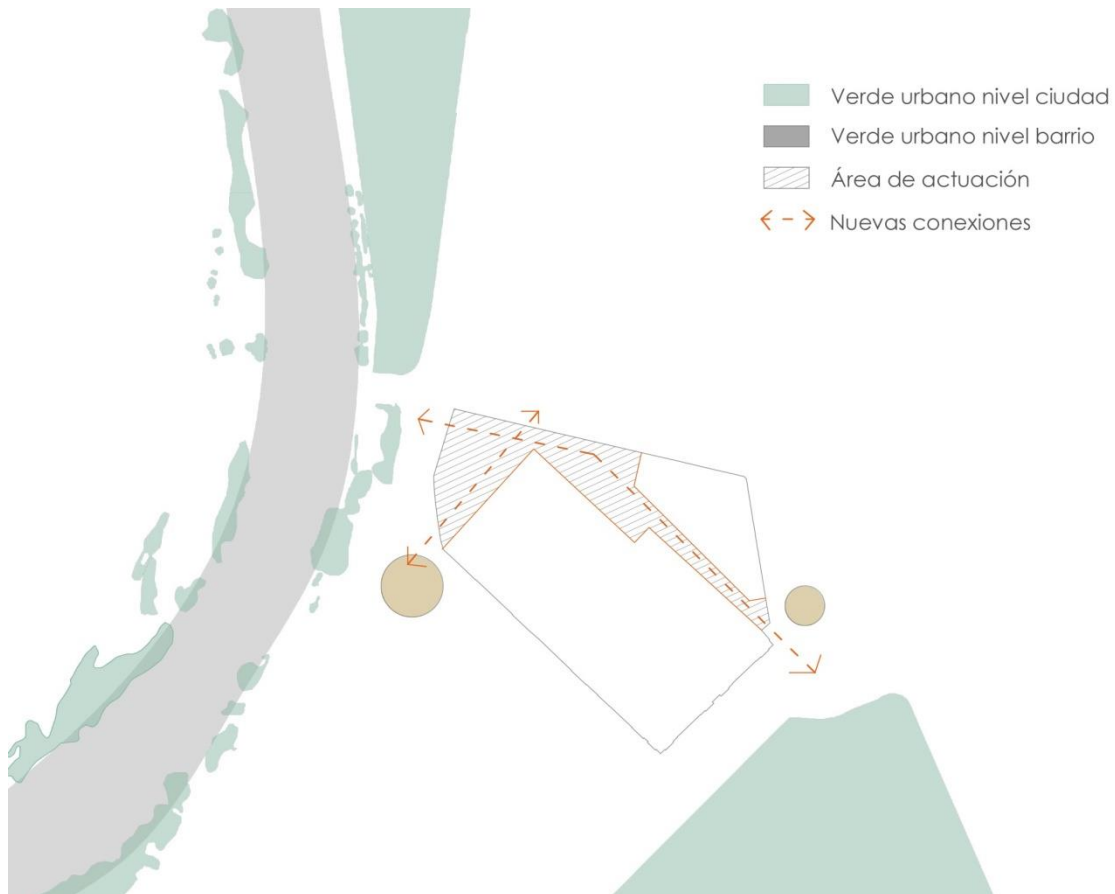 Verde urbano nivel ciudad
Verde urbano nivel barrio
Área de actuación
Nuevas conexiones